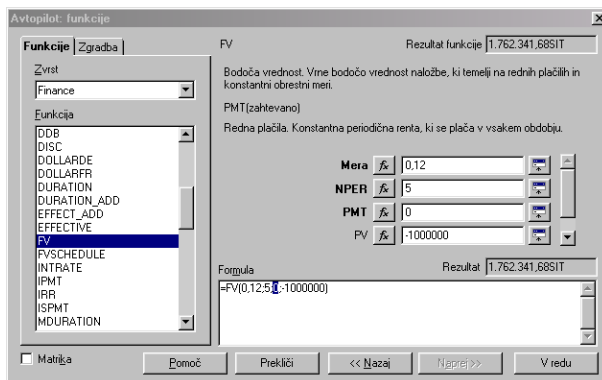 Avtopilot: funkcije
Funkcije Zgradba
FV Rezultat funkcije 1.762.341,68SIT
Zvrst
Finance
Bodoča vrednost. Vrne bodočo vrednost naložbe, ki temelji na rednih plačilih in
konstantni obrestni meri.
PMT(zahtevano)
Redna plačila. Konstantna periodična renta, ki se plača v vsakem obdobju.
Funkcija
DDB
DISC
DOLLARDE
DOLLARFR
DURATION
DURATION_ADD
EFFECT_ADD
EFFECTIVE
FV
FVSCHEDULE
INTRATE
IPMT
IRR
ISPMT
MDURATION
Mera fx 0,12
NPER fx 5
PMT fx 0
PV fx -1000000
Formula Rezultat 1.762.341,68SIT
=FV(0,12;5;0;-1000000)
Matrika
Pomoč Prekliči << Nazaj Naprej >> V redu